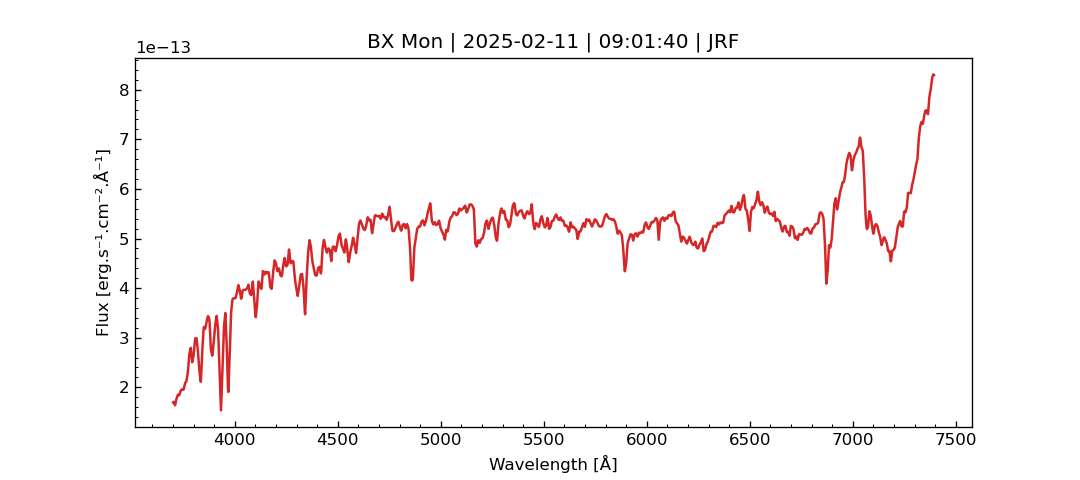 BX Mon | 2025-02-11 | 09:01:40 | JRF
1e−13
8
7
6
5
4
3
2
Flux [erg.s⁻¹.cm⁻².Å⁻¹]
4000 4500 5000 5500 6000 6500 7000 7500
Wavelength [Å]